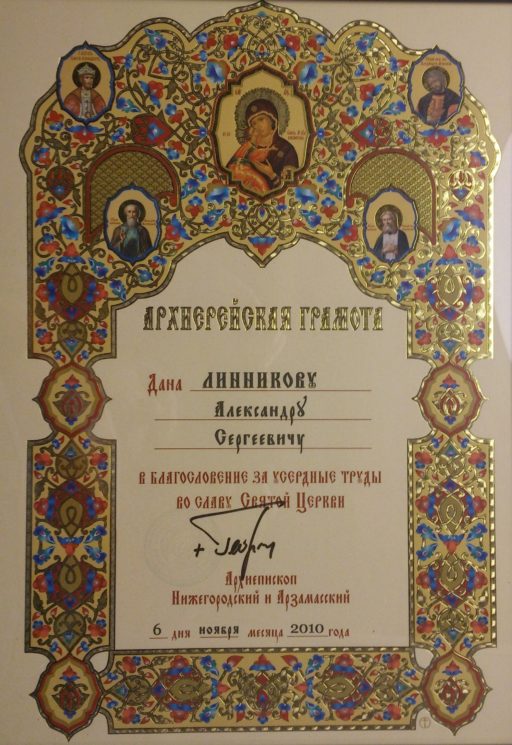 АРХИЕРЕЙСКАЯ ГРАМОТА
Дана ЛИННИКОВУ
Александру
Сергеевичу
в благословение за усердные труды
во славу Святой Церкви
Архиепископ
Нижегородский и Арзамасский
6 дня ноября месяца 2010 года